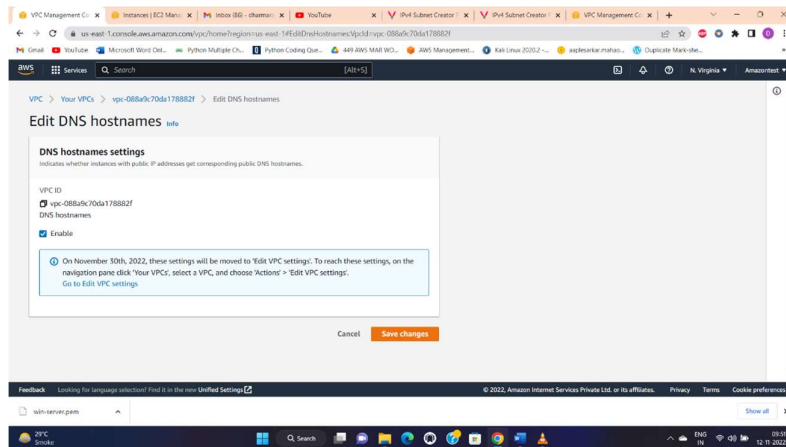 VPC Management Co
Instances | EC2 Mana
Inbox (86) - dharmara
YouTube
IPv4 Subnet Creator
IPv4 Subnet Creator
VPC Management Co
us-east-1.console.aws.amazon.com/vpc/home?region=us-east-1#EditDnsHostnames:VpcId=vpc-088a9c70da178882f
Gmail YouTube Microsoft Word Onl... Python Multiple Ch... Python Coding Que... 449 AWS MAR WO... AWS Management... Kali Linux 2020.2 -... aaplesarkar.mahao... Duplicate Mark-she...
aws Services Search [Alt+S] N. Virginia Amazontest
VPC > Your VPCs > vpc-088a9c70da178882f > Edit DNS hostnames
Edit DNS hostnames Info
DNS hostnames settings
Indicates whether instances with public IP addresses get corresponding public DNS hostnames.
VPC ID
vpc-088a9c70da178882f
DNS hostnames
Enable
On November 30th, 2022, these settings will be moved to 'Edit VPC settings'. To reach these settings, on the
navigation pane click 'Your VPCs', select a VPC, and choose 'Actions' > 'Edit VPC settings'.
Go to Edit VPC settings
Cancel Save changes
Feedback Looking for language selection? Find it in the new Unified Settings © 2022, Amazon Internet Services Private Ltd. or its affiliates. Privacy Terms Cookie preferences
win-server.pem Show all
29°C
Smoke
Search
ENG
IN
09:51
12-11-2022